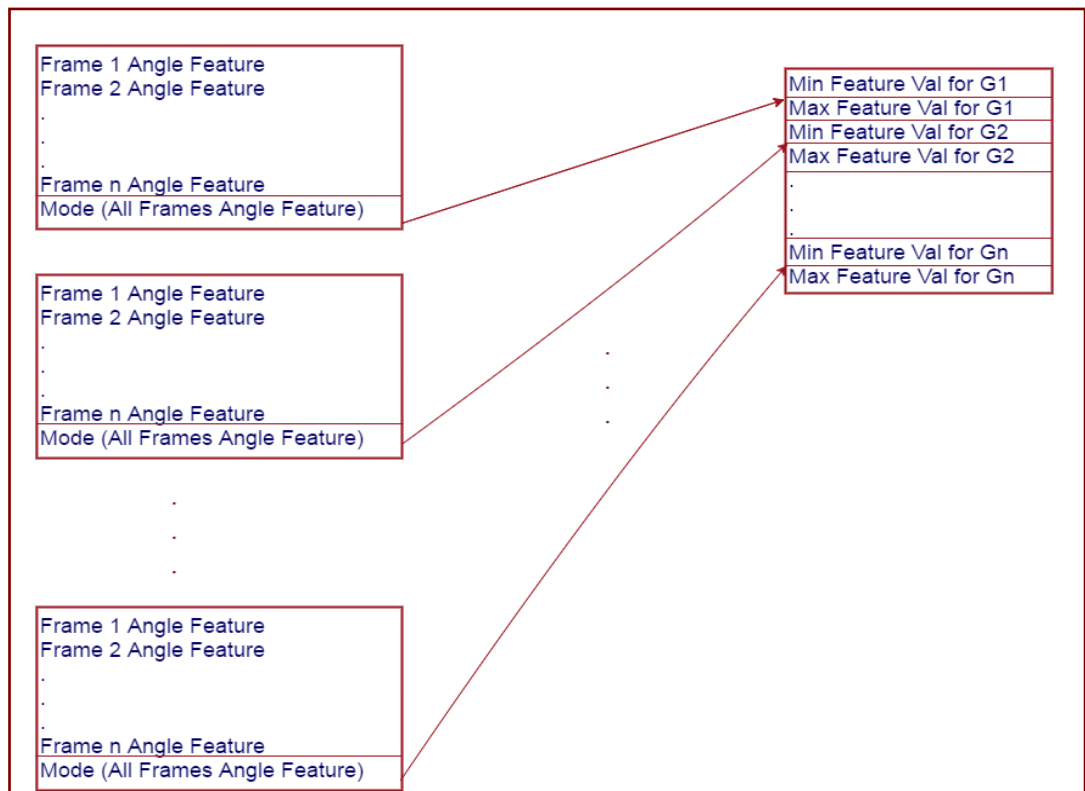 Frame 1 Angle Feature
Frame 2 Angle Feature
.
.
.
Frame n Angle Feature
Mode (All Frames Angle Feature)
Min Feature Val for G1
Max Feature Val for G1
Min Feature Val for G2
Max Feature Val for G2
.
.
.
Min Feature Val for Gn
Max Feature Val for Gn
Frame 1 Angle Feature
Frame 2 Angle Feature
.
.
.
Frame n Angle Feature
Mode (All Frames Angle Feature)
.
.
.
.
.
.
Frame 1 Angle Feature
Frame 2 Angle Feature
.
.
.
Frame n Angle Feature
Mode (All Frames Angle Feature)